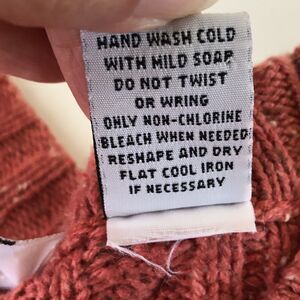 HAND WASH COLD
WITH MILD SOAP
DO NOT TWIST
OR WRING
ONLY NON-CHLORINE
BLEACH WHEN NEEDED
RESHAPE AND DRY
FLAT COOL IRON
IF NECESSARY